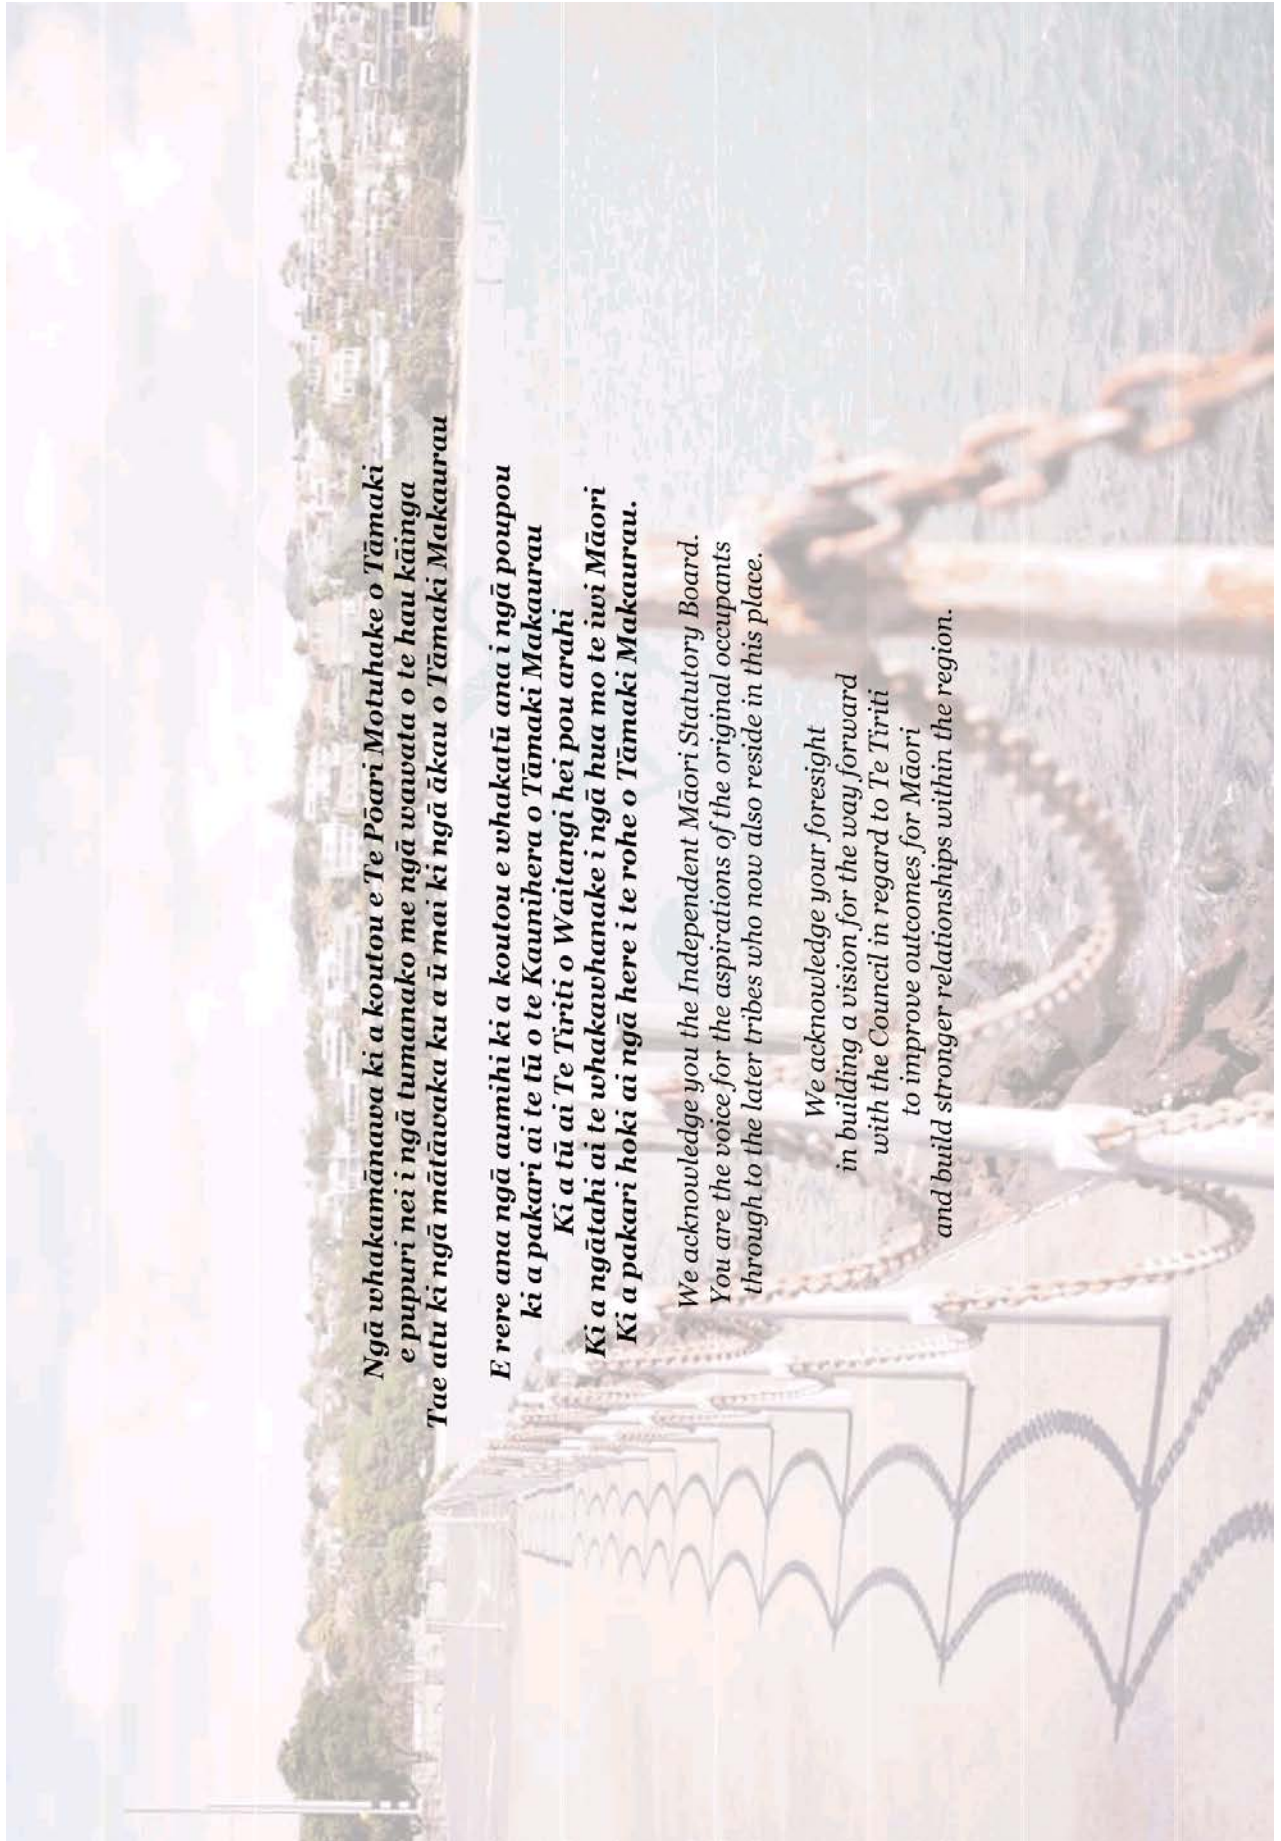 Ngā whakamānawa ki a koutou e Te Pōari Motuhake o Tāmaki
e pupuri nei i ngā tumanako me ngā wawata o te hau kāinga
Tae atu ki ngā mātāwaka ku a ū mai ki ngā ākau o Tāmaki Makaurau
E rere ana ngā aumihi ki a koutou e whakatū ana i ngā poupou
ki a pakari ai te tū o te Kaunihera o Tāmaki Makaurau
Ki a tū ai Te Tiriti o Waitangi hei pou arahi
Ki a ngātahi ai te whakawhanake i ngā hua mo te iwi Māori
Ki a pakari hoki ai ngā here i te rohe o Tāmaki Makaurau.
We acknowledge you the Independent Māori Statutory Board.
You are the voice for the aspirations of the original occupants
through to the later tribes who now also reside in this place.
We acknowledge your foresight
in building a vision for the way forward
with the Council in regard to Te Tiriti
to improve outcomes for Māori
and build stronger relationships within the region.